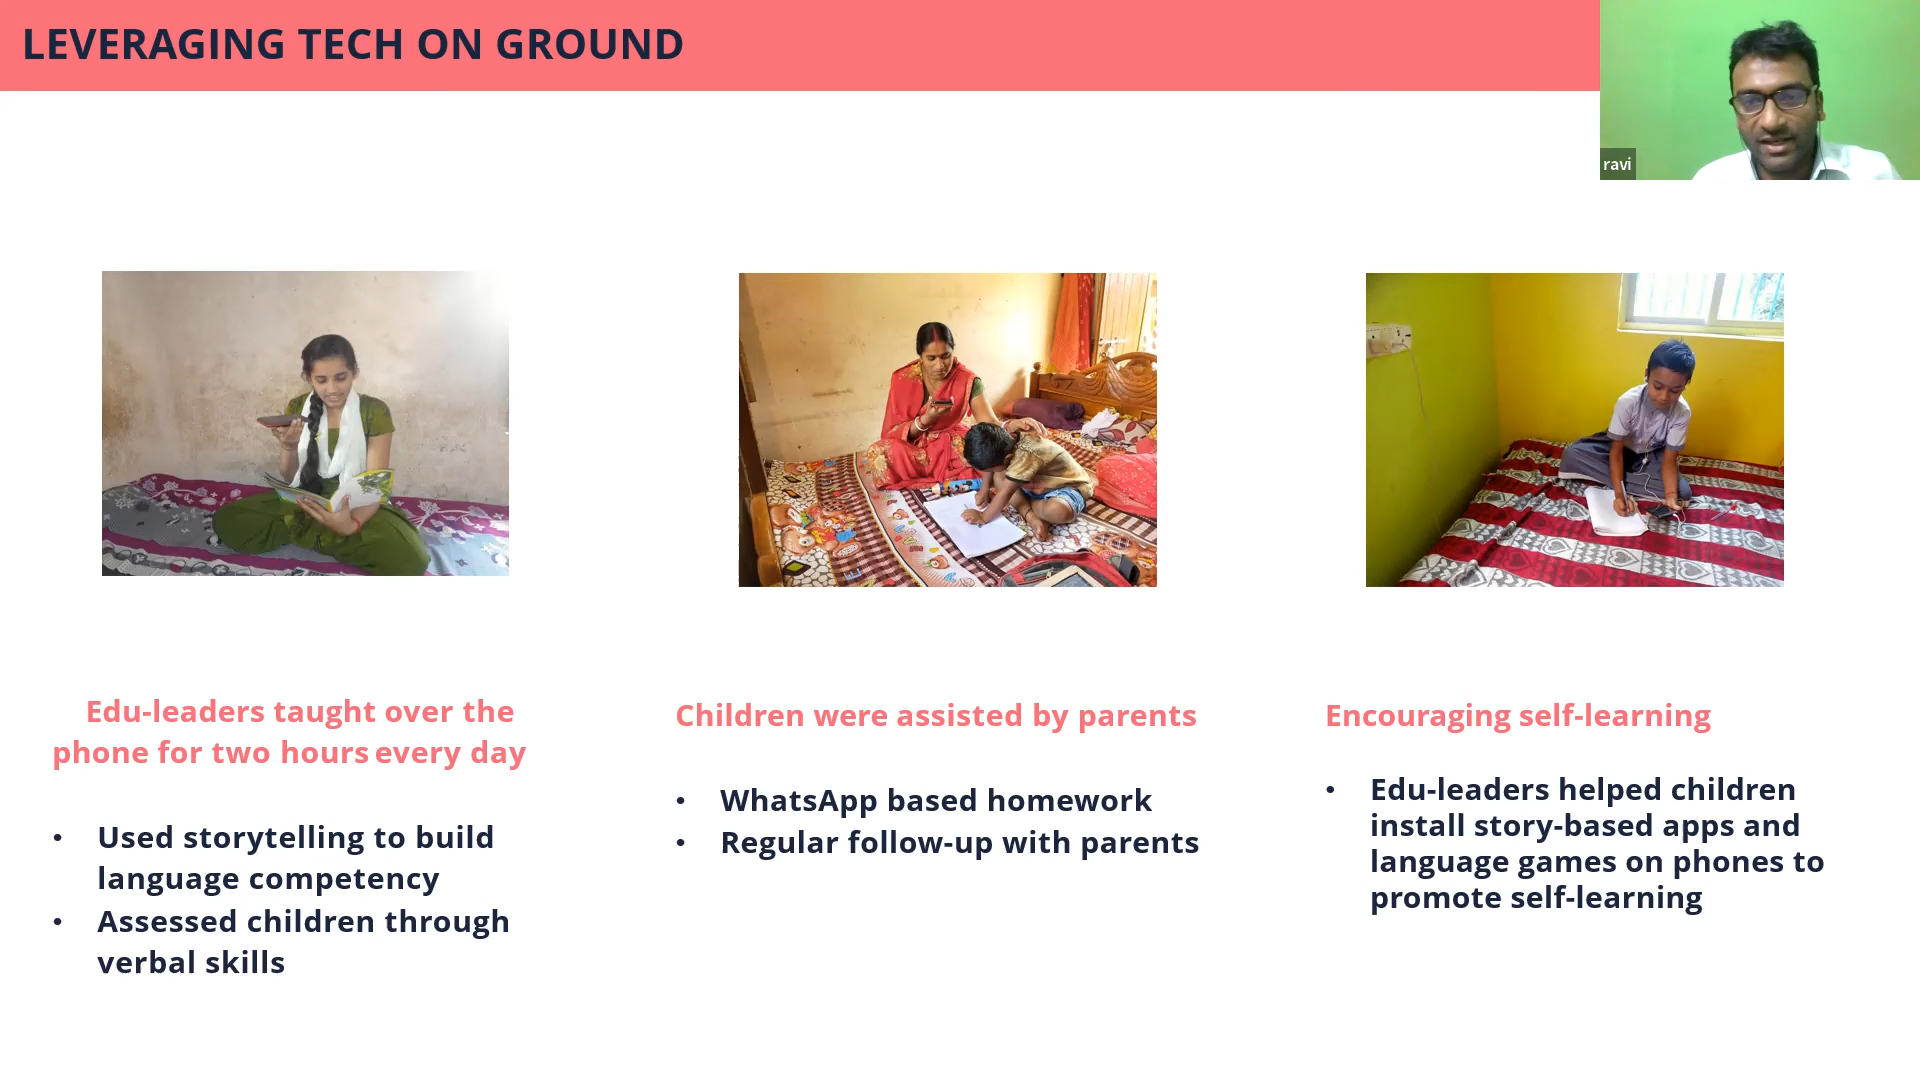 LEVERAGING TECH ON GROUND
ravi
Edu-leaders taught over the
phone for two hours every day
• Used storytelling to build
language competency
• Assessed children through
verbal skills
Children were assisted by parents
• WhatsApp based homework
• Regular follow-up with parents
Encouraging self-learning
• Edu-leaders helped children
install story-based apps and
language games on phones to
promote self-learning